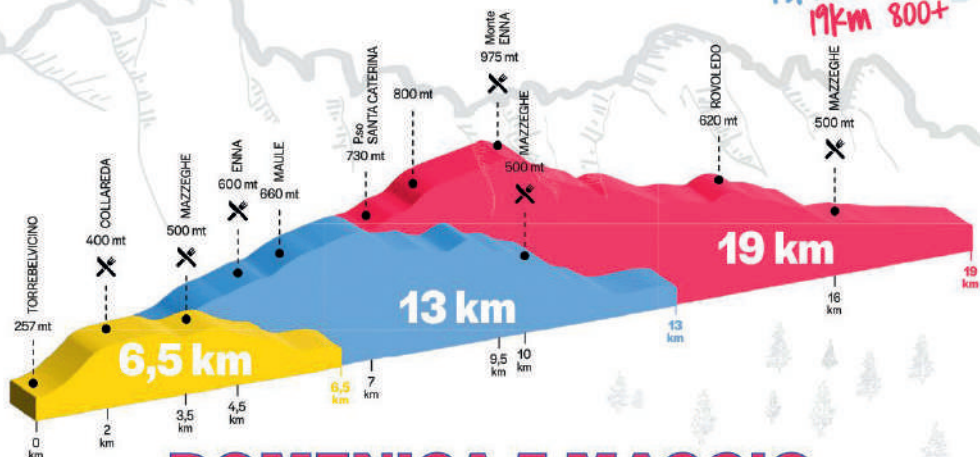 19km 800+
TORREBELVICINO
257 mt
COLLAREDA
400 mt
MAZZEGHE
500 mt
ENNA
600 mt
MAULE
660 mt
P.so
SANTA CATERINA
730 mt
800 mt
Monte
ENNA
975 mt
MAZZEGHE
500 mt
ROVOLEDO
620 mt
MAZZEGHE
500 mt
6,5 km
13 km
19 km
0
km
2
km
3,5
km
4,5
km
6,5
km
7
km
9,5
km
10
km
13
km
16
km
19
km